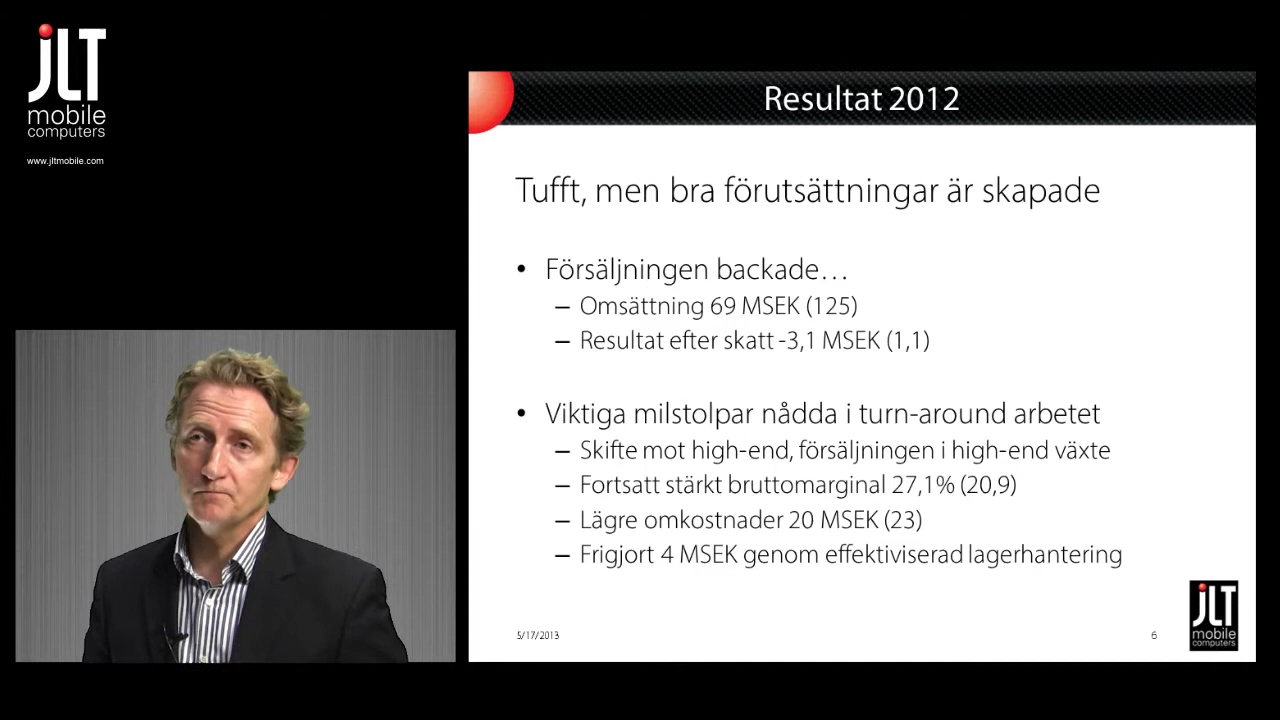 JLT
mobile
computers
www.jltmobile.com
Resultat 2012
Tufft, men bra förutsättningar är skapade
• Försäljningen backade…
– Omsättning 69 MSEK (125)
– Resultat efter skatt -3,1 MSEK (1,1)
• Viktiga milstolpar nådda i turn-around arbetet
– Skifte mot high-end, försäljningen i high-end växte
– Fortsatt stärkt bruttomarginal 27,1% (20,9)
– Lägre omkostnader 20 MSEK (23)
– Frigjort 4 MSEK genom effektiviserad lagerhantering
5/17/2013
6
JLT
mobile
computers